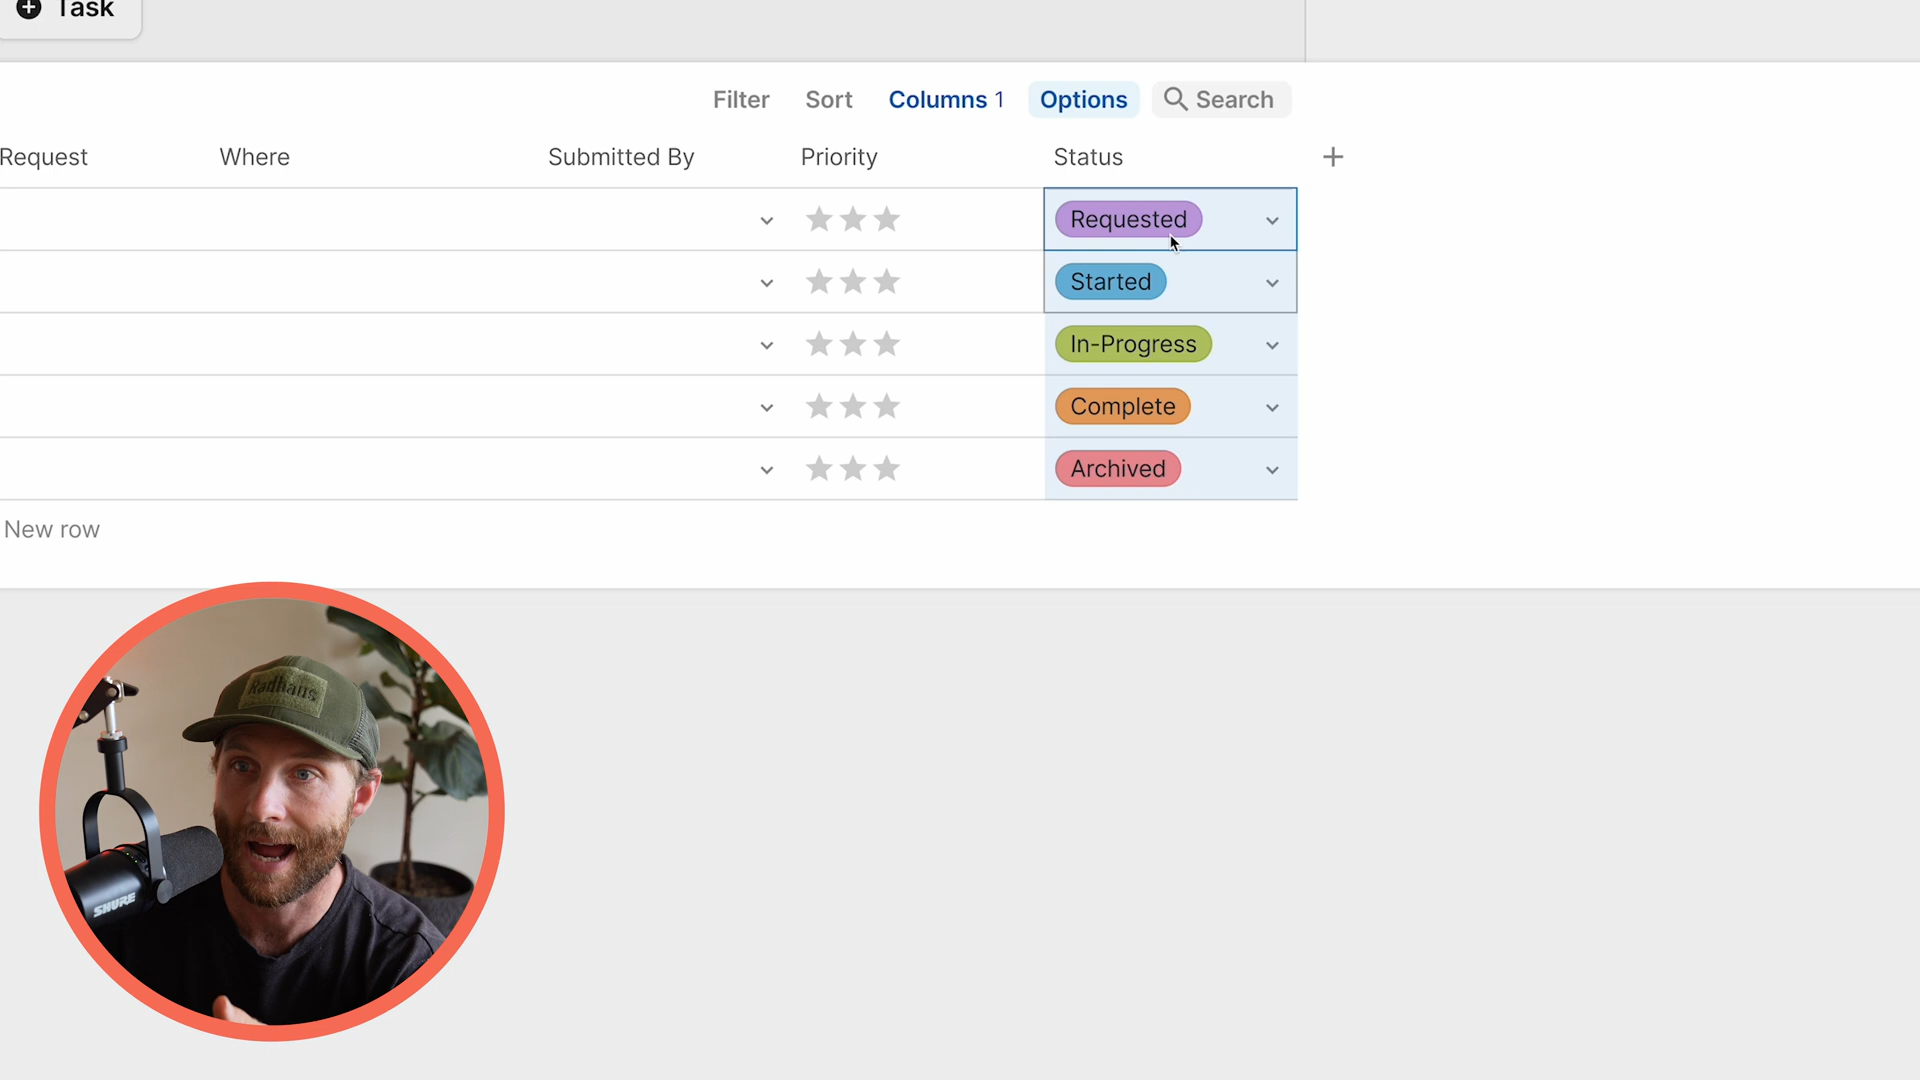 Task
Filter Sort Columns 1 Options Search
Request Where Submitted By Priority Status
Requested
Started
In-Progress
Complete
Archived
New row
Radhaus
SHURE